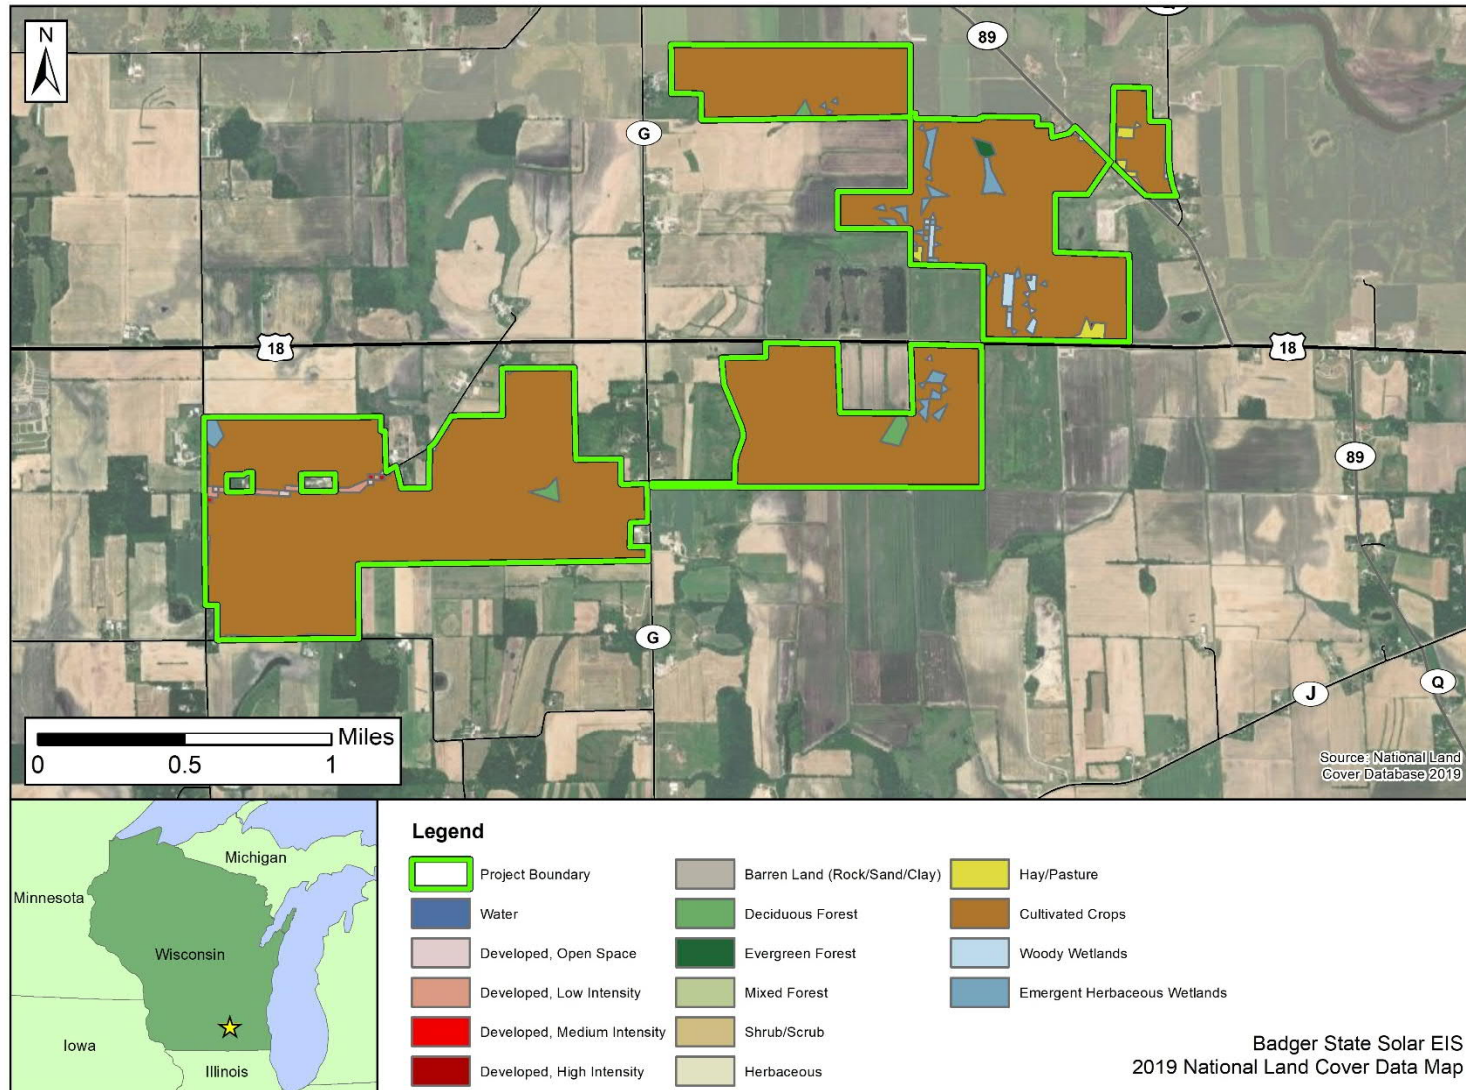 N
89
G
18
18
89
G
J
Q
Miles
0 0.5 1
Source: National Land
Cover Database 2019
Michigan
Minnesota
Wisconsin
Iowa
Illinois
Legend
Project Boundary
Water
Developed, Open Space
Developed, Low Intensity
Developed, Medium Intensity
Developed, High Intensity
Barren Land (Rock/Sand/Clay)
Deciduous Forest
Evergreen Forest
Mixed Forest
Shrub/Scrub
Herbaceous
Hay/Pasture
Cultivated Crops
Woody Wetlands
Emergent Herbaceous Wetlands
Badger State Solar EIS
2019 National Land Cover Data Map